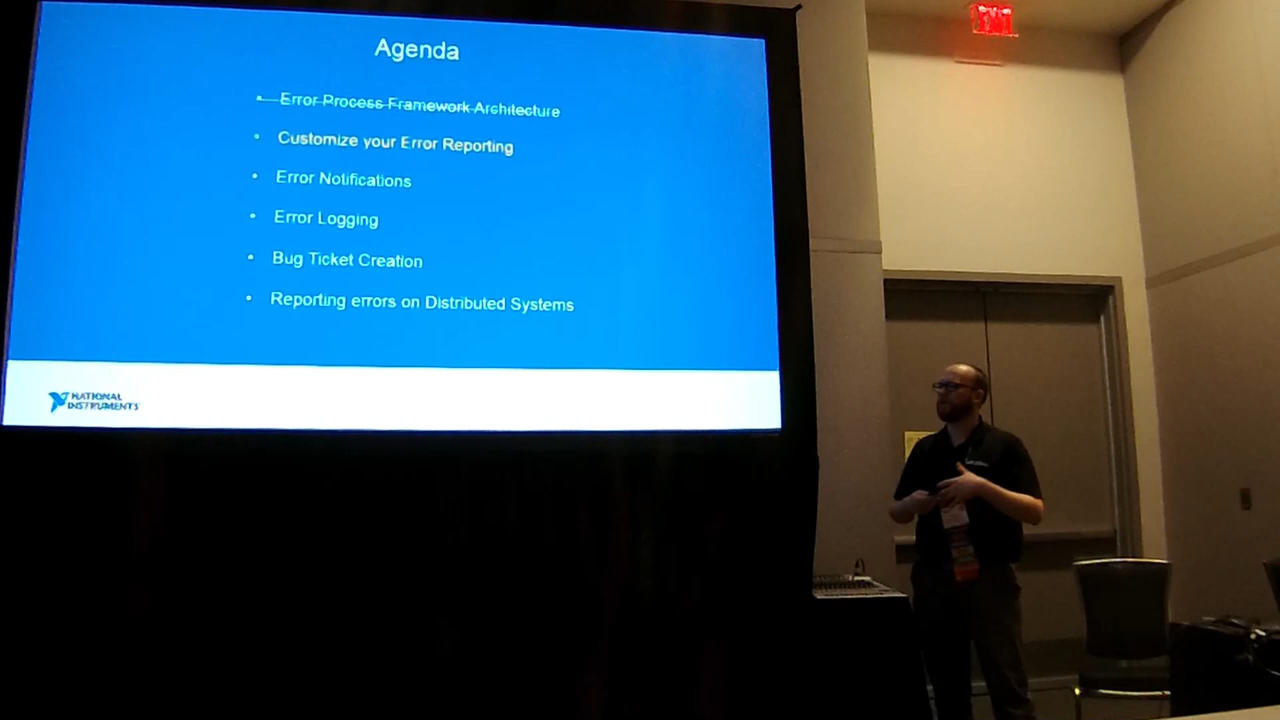 Agenda
• Error Process Framework Architecture
• Customize your Error Reporting
• Error Notifications
• Error Logging
• Bug Ticket Creation
• Reporting errors on Distributed Systems
NATIONAL
INSTRUMENTS
EXIT